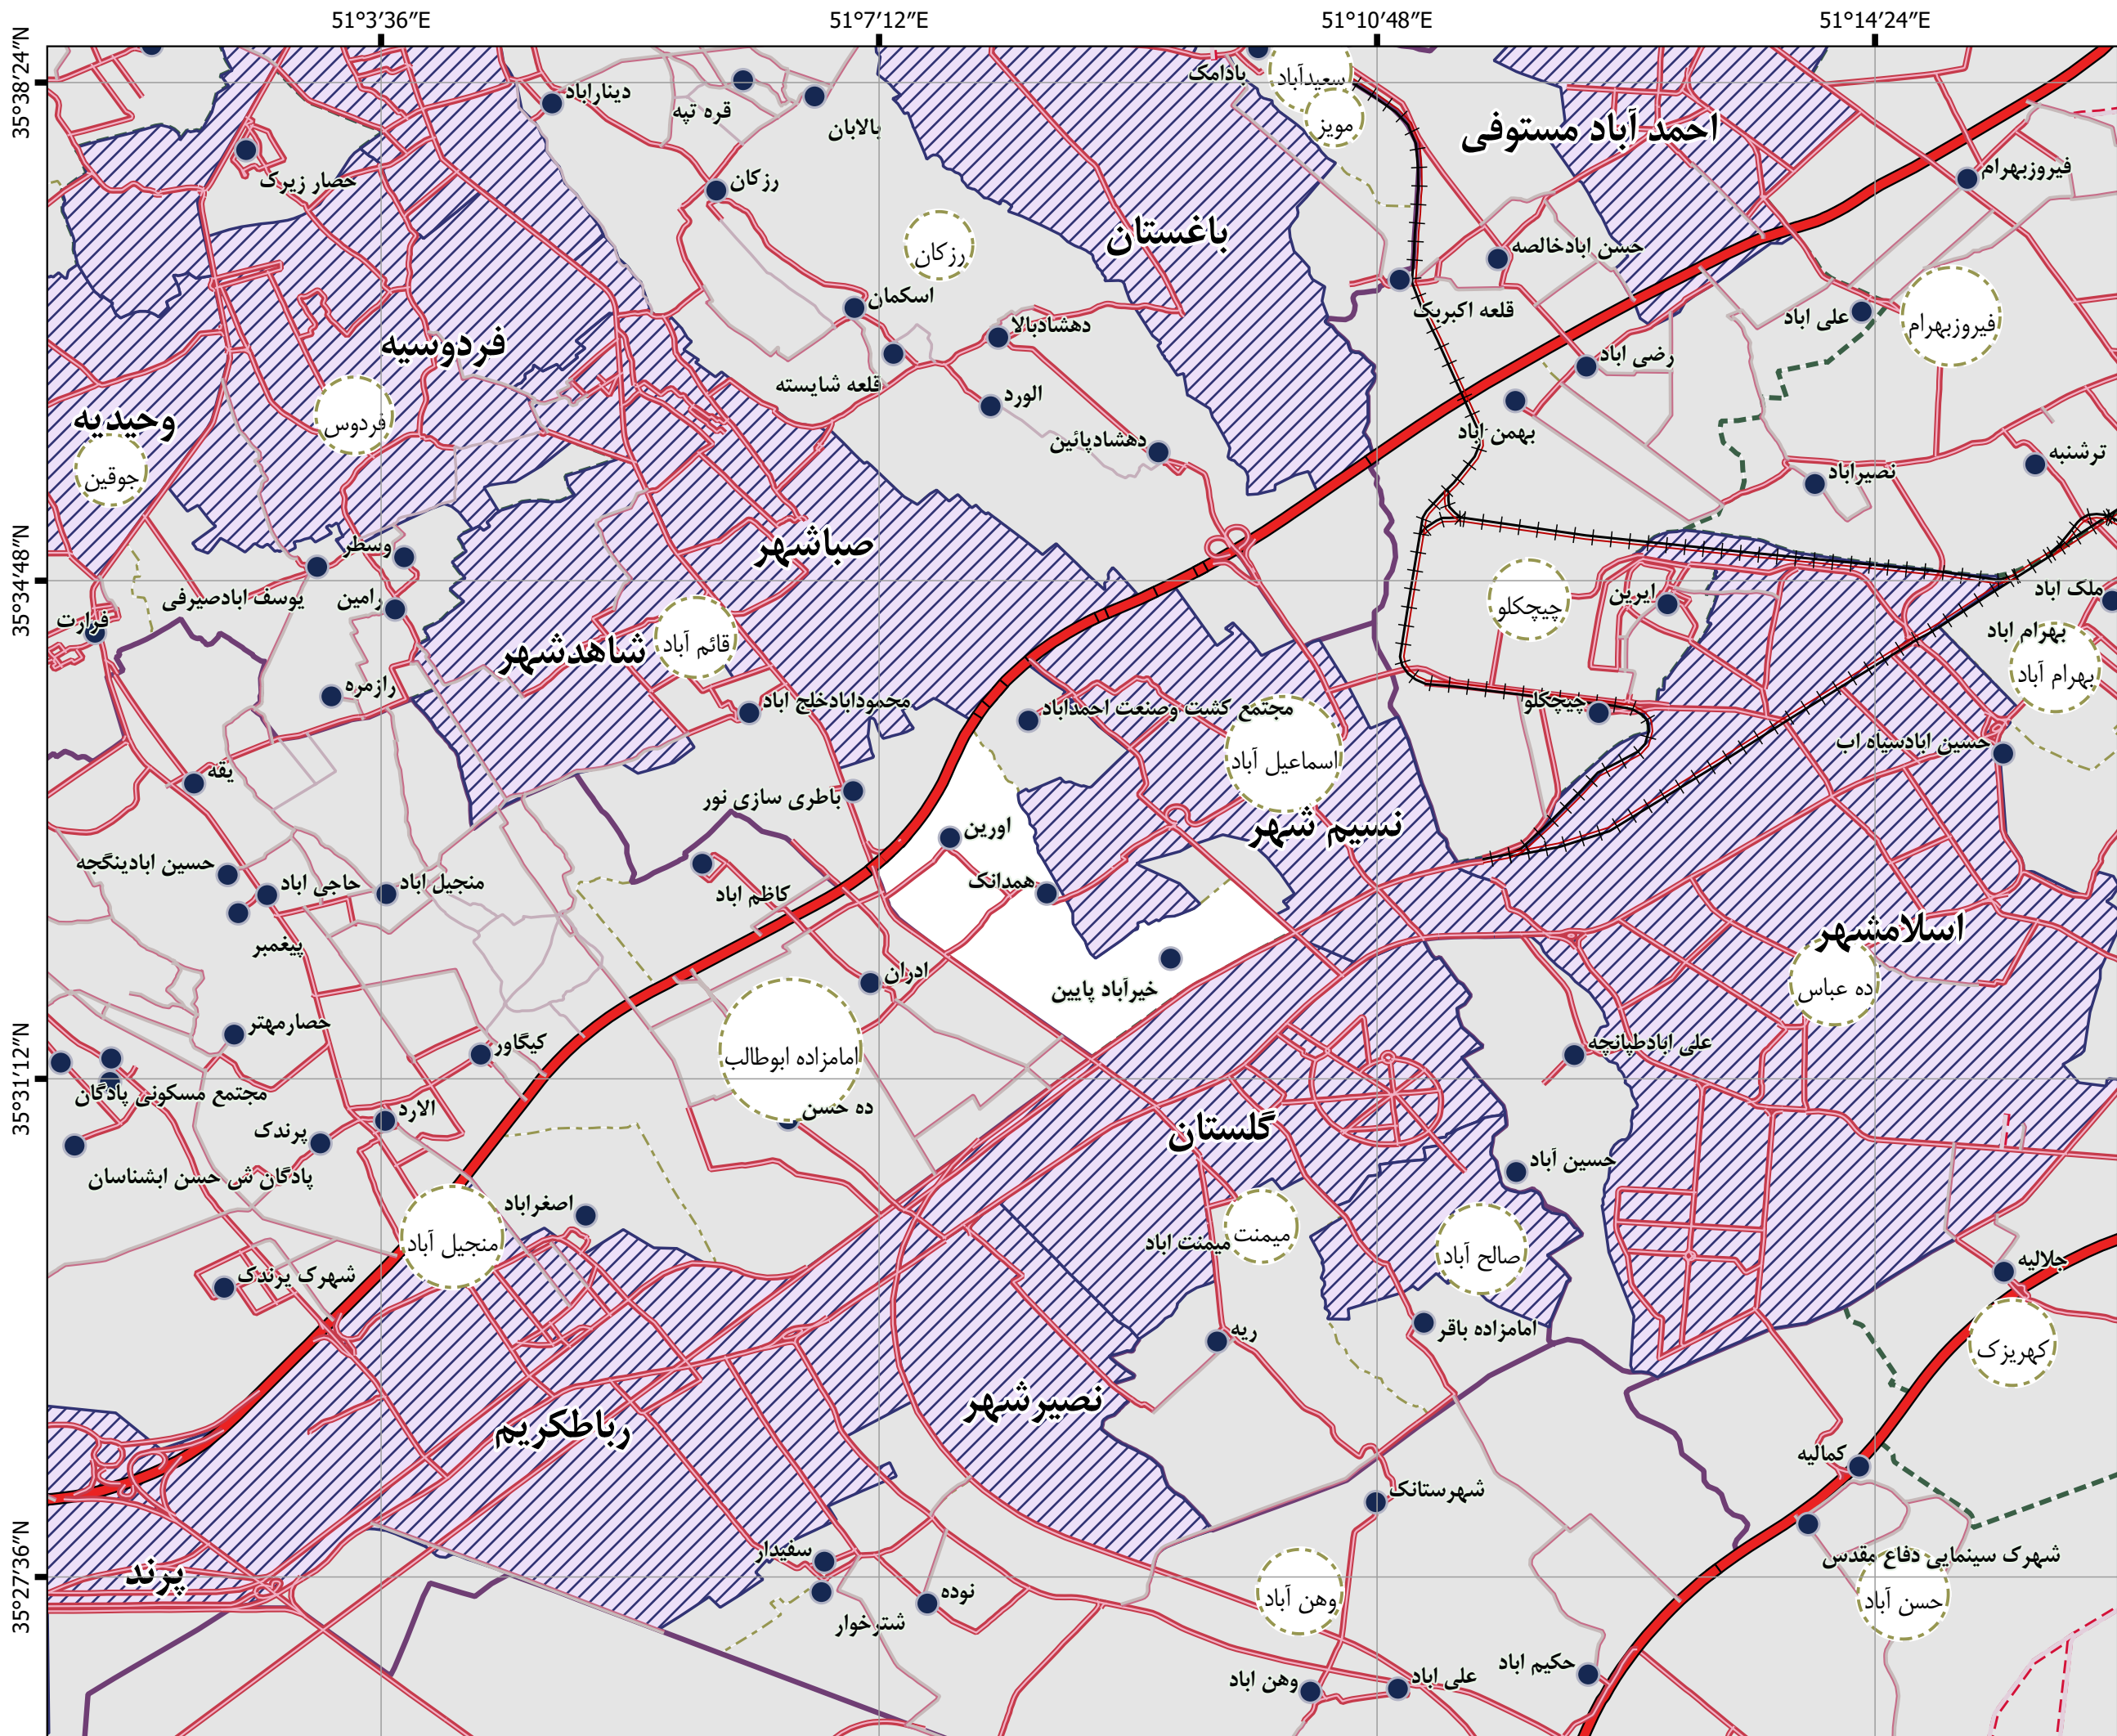 51°3′36″E
51°7′12″E
51°10′48″E
51°14′24″E
35°38′24″N
35°34′48″N
35°31′12″N
35°27′36″N
بادامک
سعیدآباد
مویز
احمد آباد مستوفی
دیناراباد
قره تپه
بالابان
حصار زیرک
رزکان
فیروزبهرام
باغستان
رزکان
حسن ابادخالصه
اسکمان
قلعه اکبریک
علی اباد
فیروزبهرام
دهشادبالا
فردوسیه
رضی اباد
قلعه شایسته
الورد
وحیدیه
فردوس
بهمن اباد
دهشادپائین
ترشنبه
جوقین
نصیراباد
صباشهر
وسطر
یوسف ابادصیرفی
رامین
چیچکلو
ایرین
ملک اباد
فرارت
بهرام اباد
شاهدشهر
قائم آباد
بهرام آباد
رازمره
محمودابادخلج اباد
مجتمع کشت وصنعت احمداباد
چیچکلو
حسین ابادسیاه اب
اسماعیل آباد
یقه
باطری سازی نور
اورین
نسیم شهر
حسین ابادینگجه
حاجی اباد
منجیل اباد
کاظم اباد
همدانک
اسلامشهر
پیغمبر
ادران
خیرآباد پایین
ده عباس
حصارمهتر
کیگاور
امامزاده ابوطالب
علی ابادطپانچه
مجتمع مسکونی پادگان
الارد
ده حسن
گلستان
پرندک
حسین آباد
پادگان ش حسن ابشناسان
اصغراباد
منجیل آباد
میمنت اباد
میمنت
صالح آباد
شهرک پرندک
جلالیه
ریه
امامزاده باقر
کهریزک
نصیرشهر
رباطکریم
کمالیه
شهرستانک
سفیدار
شهرک سینمایی دفاع مقدس
پرند
نوده
وهن آباد
حسن آباد
شترخوار
حکیم اباد
وهن اباد
علی اباد